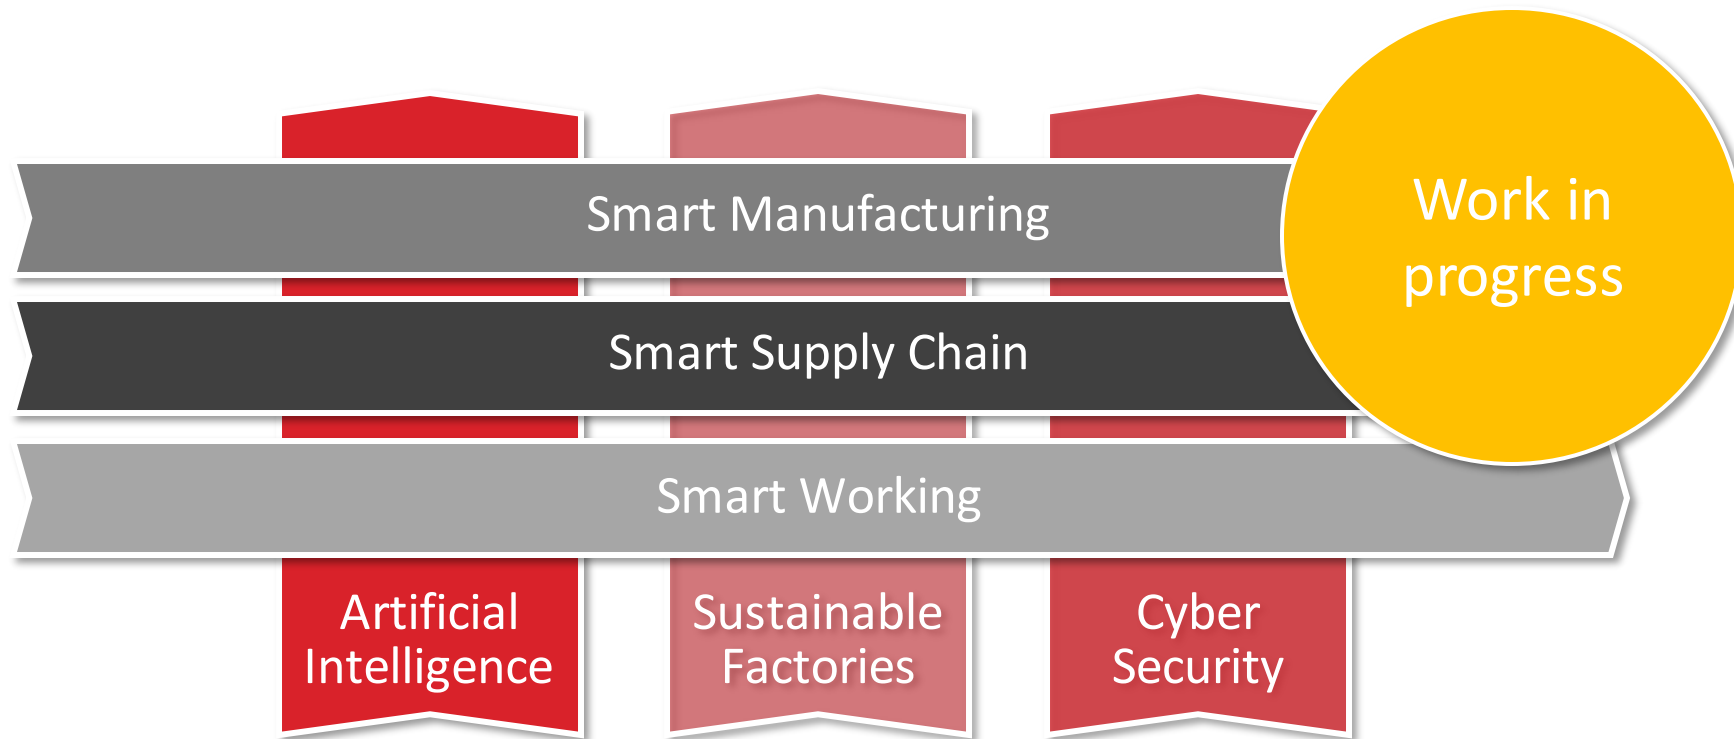 Work in
progress
Smart Manufacturing
Smart Supply Chain
Smart Working
Artificial
Intelligence
Sustainable
Factories
Cyber
Security